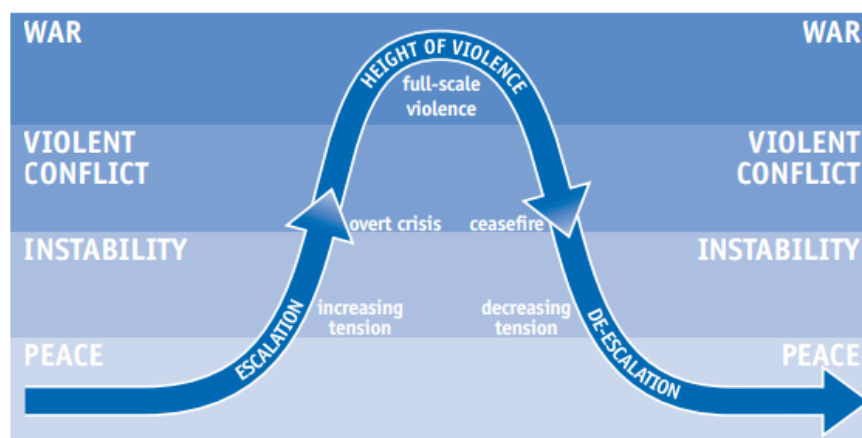 WAR
WAR
HEIGHT OF VIOLENCE
full-scale
violence
VIOLENT
CONFLICT
VIOLENT
CONFLICT
overt crisis
ceasefire
INSTABILITY
INSTABILITY
increasing
tension
decreasing
tension
ESCALATION
DE-ESCALATION
PEACE
PEACE